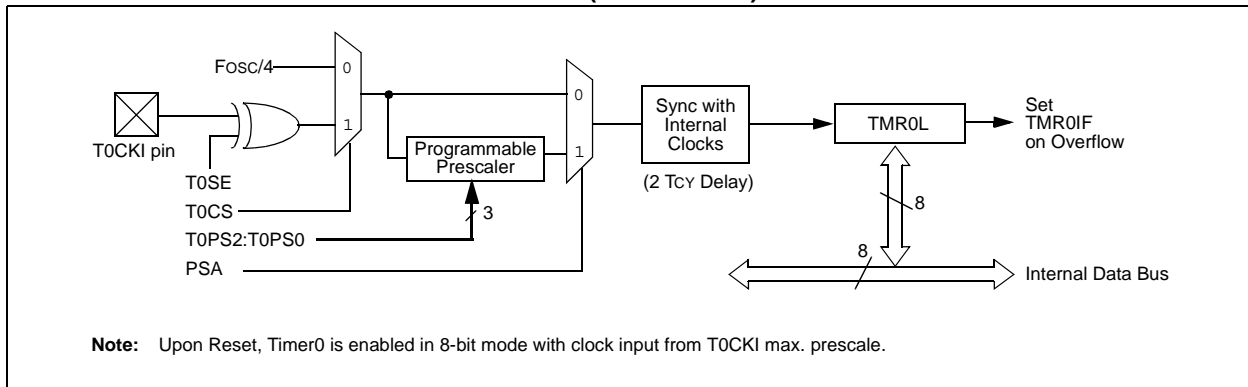 FOSC/4
0
1
T0CKI pin
T0SE
T0CS
T0PS2:T0PS0
PSA
Programmable
Prescaler
3
0
1
Sync with
Internal
Clocks
(2 TCY Delay)
TMR0L
Set
TMR0IF
on Overflow
8
8
Internal Data Bus
Note: Upon Reset, Timer0 is enabled in 8-bit mode with clock input from T0CKI max. prescale.